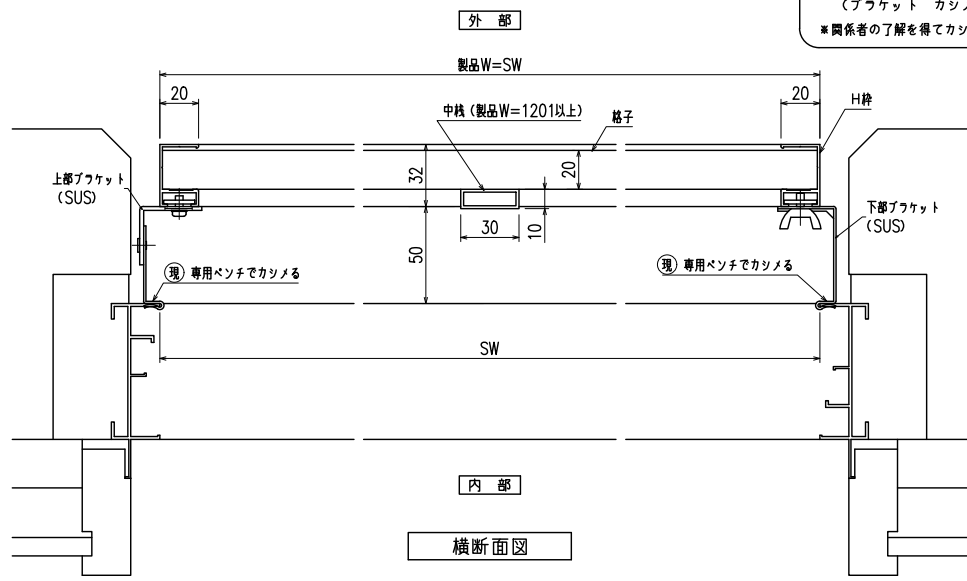 (ブラケット カシ
※関係者の了解を得てカシ
外 部
製品W=SW
20
20
中桟(製品W=1201以上)
格子
H枠
上部ブラケット
(SUS)
32
20
30
10
50
下部ブラケット
(SUS)
現 専用ペンチでカシメる
現 専用ペンチでカシメる
SW
内 部
横断面図